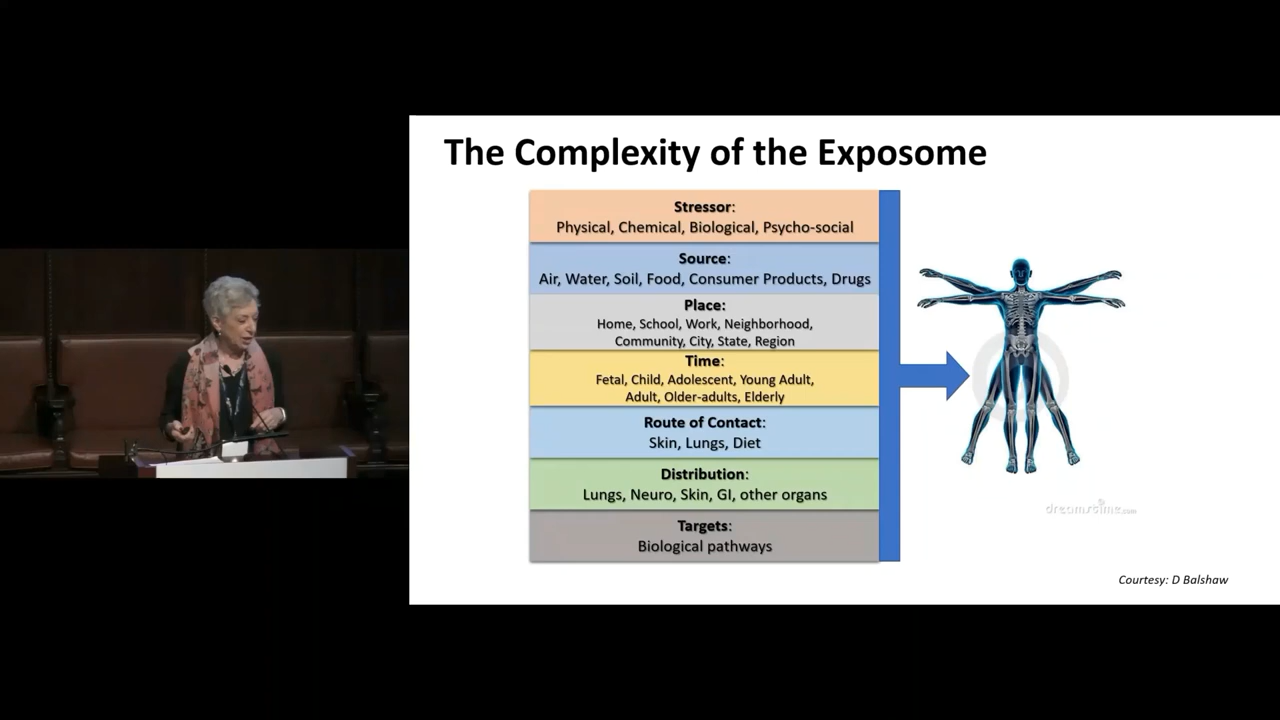 The Complexity of the Exposome
Stressor:
Physical, Chemical, Biological, Psycho-social
Source:
Air, Water, Soil, Food, Consumer Products, Drugs
Place:
Home, School, Work, Neighborhood,
Community, City, State, Region
Time:
Fetal, Child, Adolescent, Young Adult,
Adult, Older-adults, Elderly
Route of Contact:
Skin, Lungs, Diet
Distribution:
Lungs, Neuro, Skin, GI, other organs
Targets:
Biological pathways
dreamstime.com
Courtesy: D Balshaw